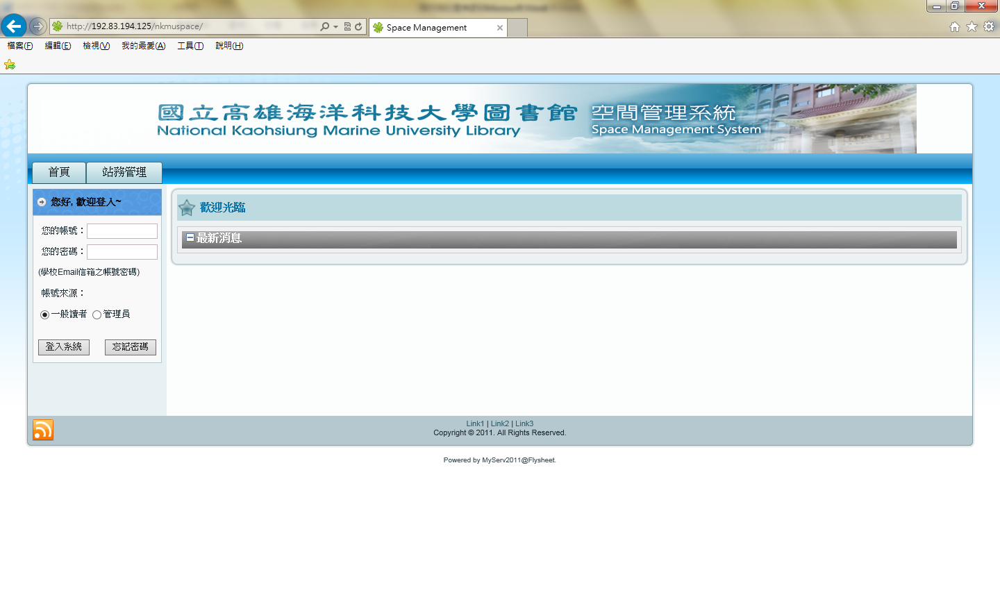 http://192.83.194.125/nkmuspace/
Space Management
檔案(F) 編輯(E) 檢視(V) 我的最愛(A) 工具(T) 說明(H)
國立高雄海洋科技大學圖書館 空間管理系統
National Kaohsiung Marine University Library Space Management System
首頁 站務管理
您好, 歡迎登入~
您的帳號：
您的密碼：
(學校Email信箱之帳號密碼)
帳號來源：
一般讀者 管理員
登入系統 忘記密碼
歡迎光臨
最新消息
Link1 | Link2 | Link3
Copyright © 2011. All Rights Reserved.
Powered by MyServ2011@Flysheet.